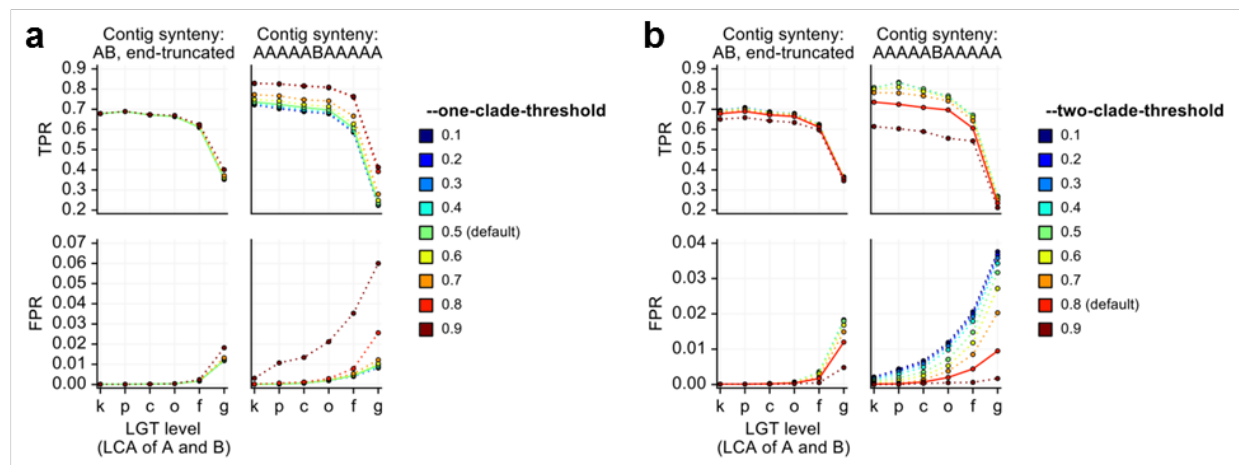 a
Contig synteny:
AB, end-truncated
Contig synteny:
AAAAABAAAAA
TPR
0.9
0.8
0.7
0.6
0.5
0.4
0.3
0.2
FPR
0.07
0.06
0.05
0.04
0.03
0.02
0.01
0.00
k p c o f g
k p c o f g
LGT level
(LCA of A and B)
--one-clade-threshold
0.1
0.2
0.3
0.4
0.5 (default)
0.6
0.7
0.8
0.9
b
Contig synteny:
AB, end-truncated
Contig synteny:
AAAAABAAAAA
TPR
0.9
0.8
0.7
0.6
0.5
0.4
0.3
0.2
FPR
0.04
0.03
0.02
0.01
0.00
k p c o f g
k p c o f g
LGT level
(LCA of A and B)
--two-clade-threshold
0.1
0.2
0.3
0.4
0.5
0.6
0.7
0.8 (default)
0.9